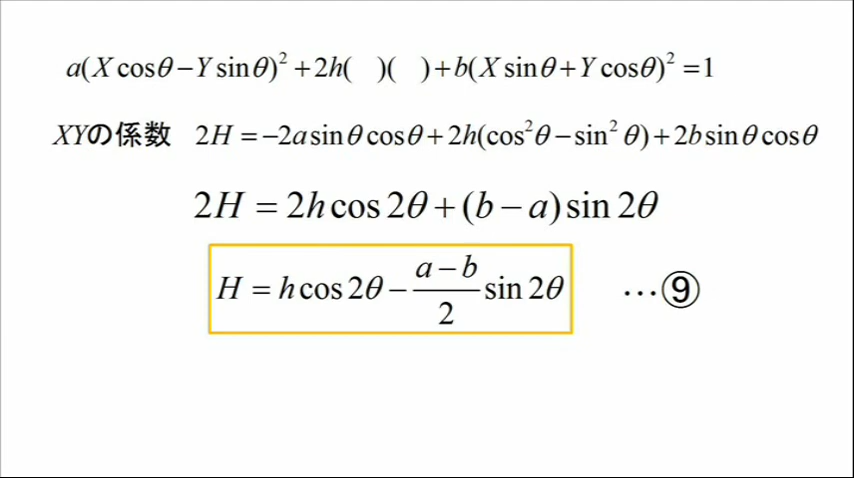 a(X cosθ − Y sinθ)² + 2h( )( ) + b(X sinθ + Y cosθ)² = 1
XYの係数 2H = −2a sinθ cosθ + 2h(cos²θ − sin²θ) + 2b sinθ cosθ
2H = 2h cos 2θ + (b − a) sin 2θ
H = h cos 2θ − \frac{a − b}{2} sin 2θ …⑨